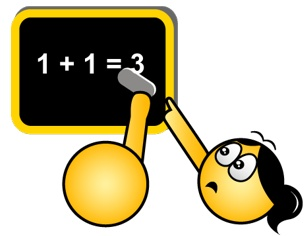 1 + 1 = 3